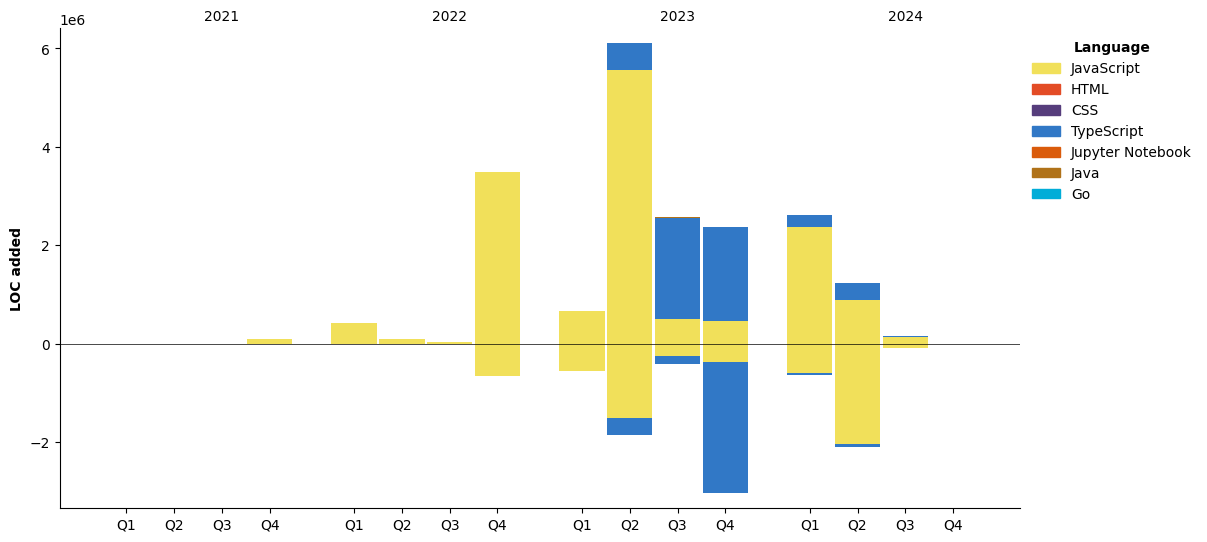 2021 2022 2023 2024
1e6
6
4
2
0
−2
LOC added
Q1 Q2 Q3 Q4 Q1 Q2 Q3 Q4 Q1 Q2 Q3 Q4 Q1 Q2 Q3 Q4
Language
JavaScript
HTML
CSS
TypeScript
Jupyter Notebook
Java
Go